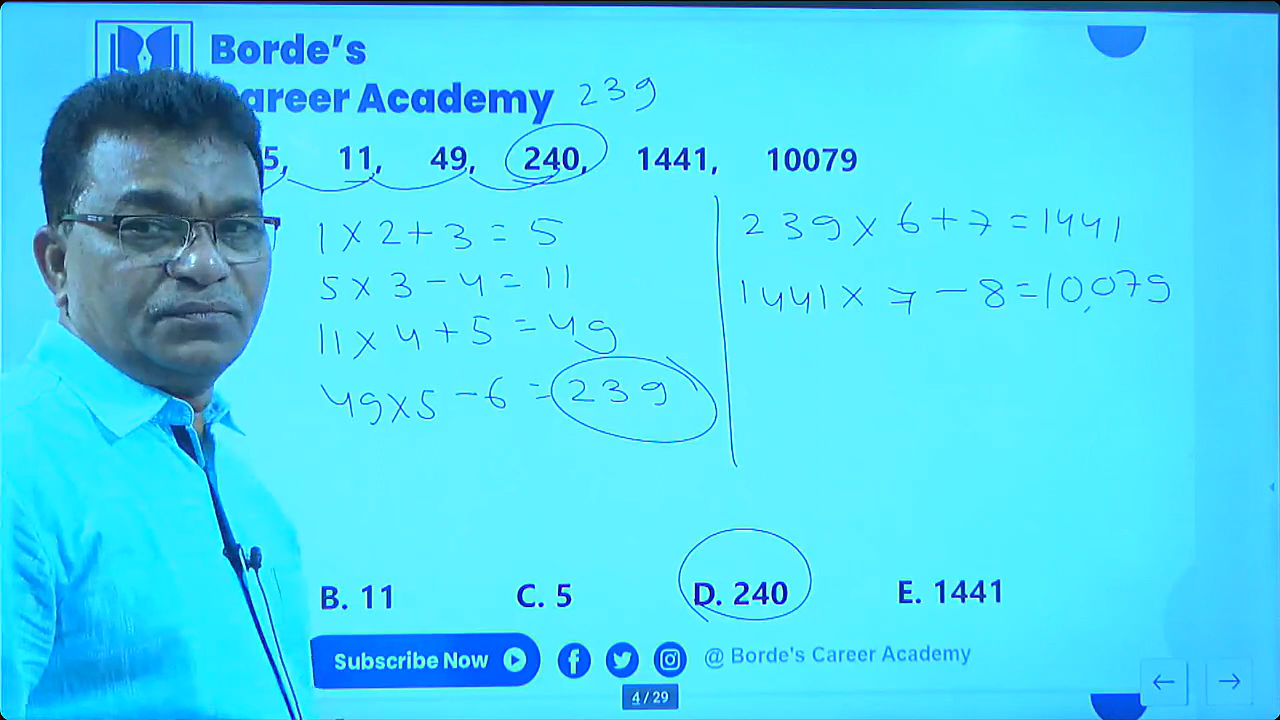 Borde's
Career Academy 239
5, 11, 49, 240, 1441, 10079
1 × 2 + 3 = 5
5 × 3 - 4 = 11
11 × 4 + 5 = 49
49 × 5 - 6 = 239
239 × 6 + 7 = 1441
1441 × 7 - 8 = 10,079
B. 11 C. 5 D. 240 E. 1441
Subscribe Now @ Borde's Career Academy
4 / 29